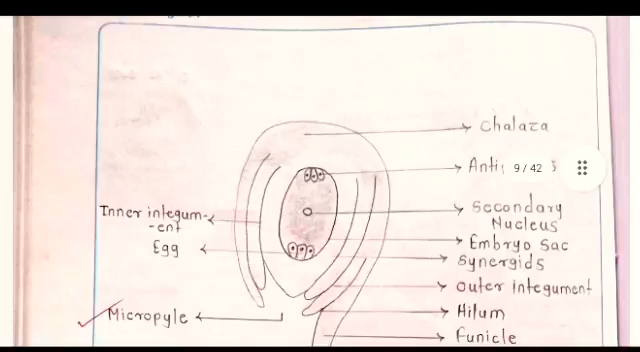 Chalaza
Anti
9/42
Inner integum-
-ent
Secondary
Nucleus
Egg
Embryo Sac
Synergids
Outer integument
Micropyle
Hilum
Funicle